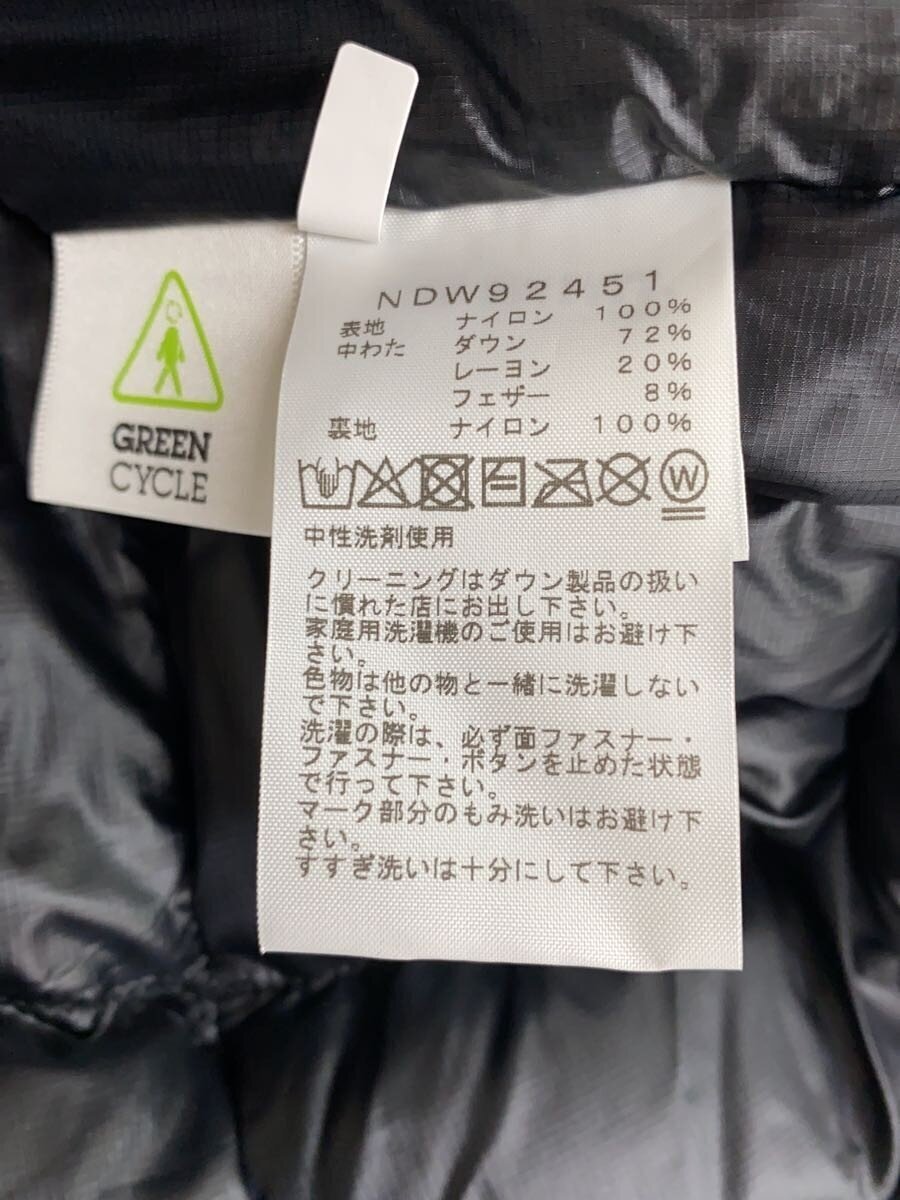 GREEN
CYCLE
NDW92451
表地 ナイロン 100%
中わた ダウン 72%
レーヨン 20%
フェザー 8%
裏地 ナイロン 100%
W
中性洗剤使用
クリーニングはダウン製品の扱い
に慣れた店にお出し下さい。
家庭用洗濯機のご使用はお避け下
さい。
色物は他の物と一緒に洗濯しない
で下さい。
洗濯の際は、必ず面ファスナー・
ファスナー・ボタンを止めた状態
で行って下さい。
マーク部分のもみ洗いはお避け下
さい。
すすぎ洗いは十分にして下さい。